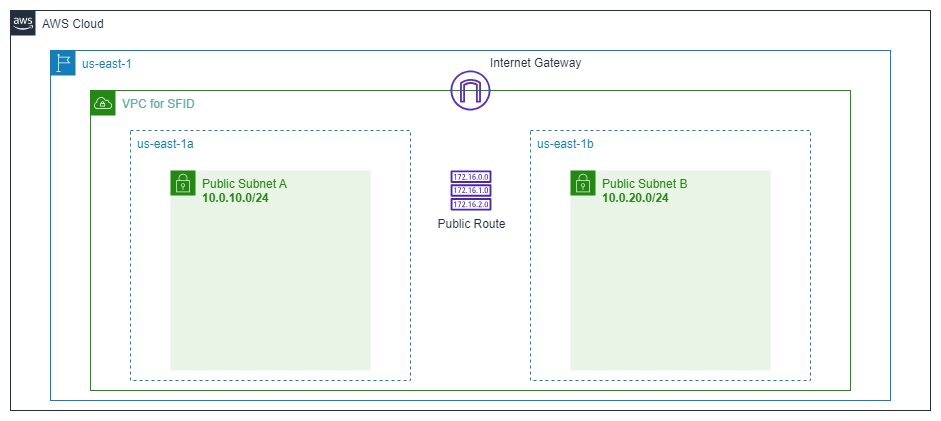 aws
AWS Cloud
us-east-1
Internet Gateway
VPC for SFID
us-east-1a
us-east-1b
Public Subnet A
10.0.10.0/24
172.16.0.0
172.16.1.0
172.16.2.0
Public Route
Public Subnet B
10.0.20.0/24